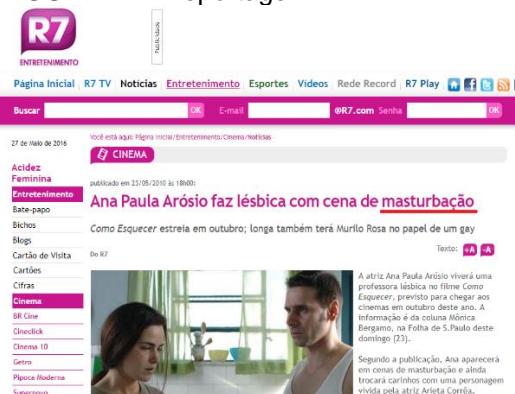 R7
Publicidade
ENTRETENIMENTO
Página Inicial R7 TV Notícias Entretenimento Esportes Vídeos Rede Record R7 Play
Buscar OK E-mail @R7.com Senha OK
27 de Maio de 2016
Você está aqui: Página Inicial/Entretenimento/Cinema/Notícias
CINEMA
Acidez
Feminina
Entretenimento
Bate-papo
Bichos
Blogs
Cartão de Visita
Cartões
Cifras
Cinema
BR Cine
Cineclick
Cinema 10
Getro
Pipoca Moderna
Supernovo
publicado em 23/05/2010 às 18h00:
Ana Paula Arósio faz lésbica com cena de masturbação
Como Esquecer estreia em outubro; longa também terá Murilo Rosa no papel de um gay
Do R7
Texto: +A -A
A atriz Ana Paula Arósio viverá uma
professora lésbica no filme Como
Esquecer, previsto para chegar aos
cinemas em outubro deste ano. A
informação é da coluna Mônica
Bergamo, na Folha de S.Paulo deste
domingo (23).
Segundo a publicação, Ana aparecerá
em cenas de masturbação e ainda
trocará carinhos com uma personagem
vivida pela atriz Arieta Corrêa.